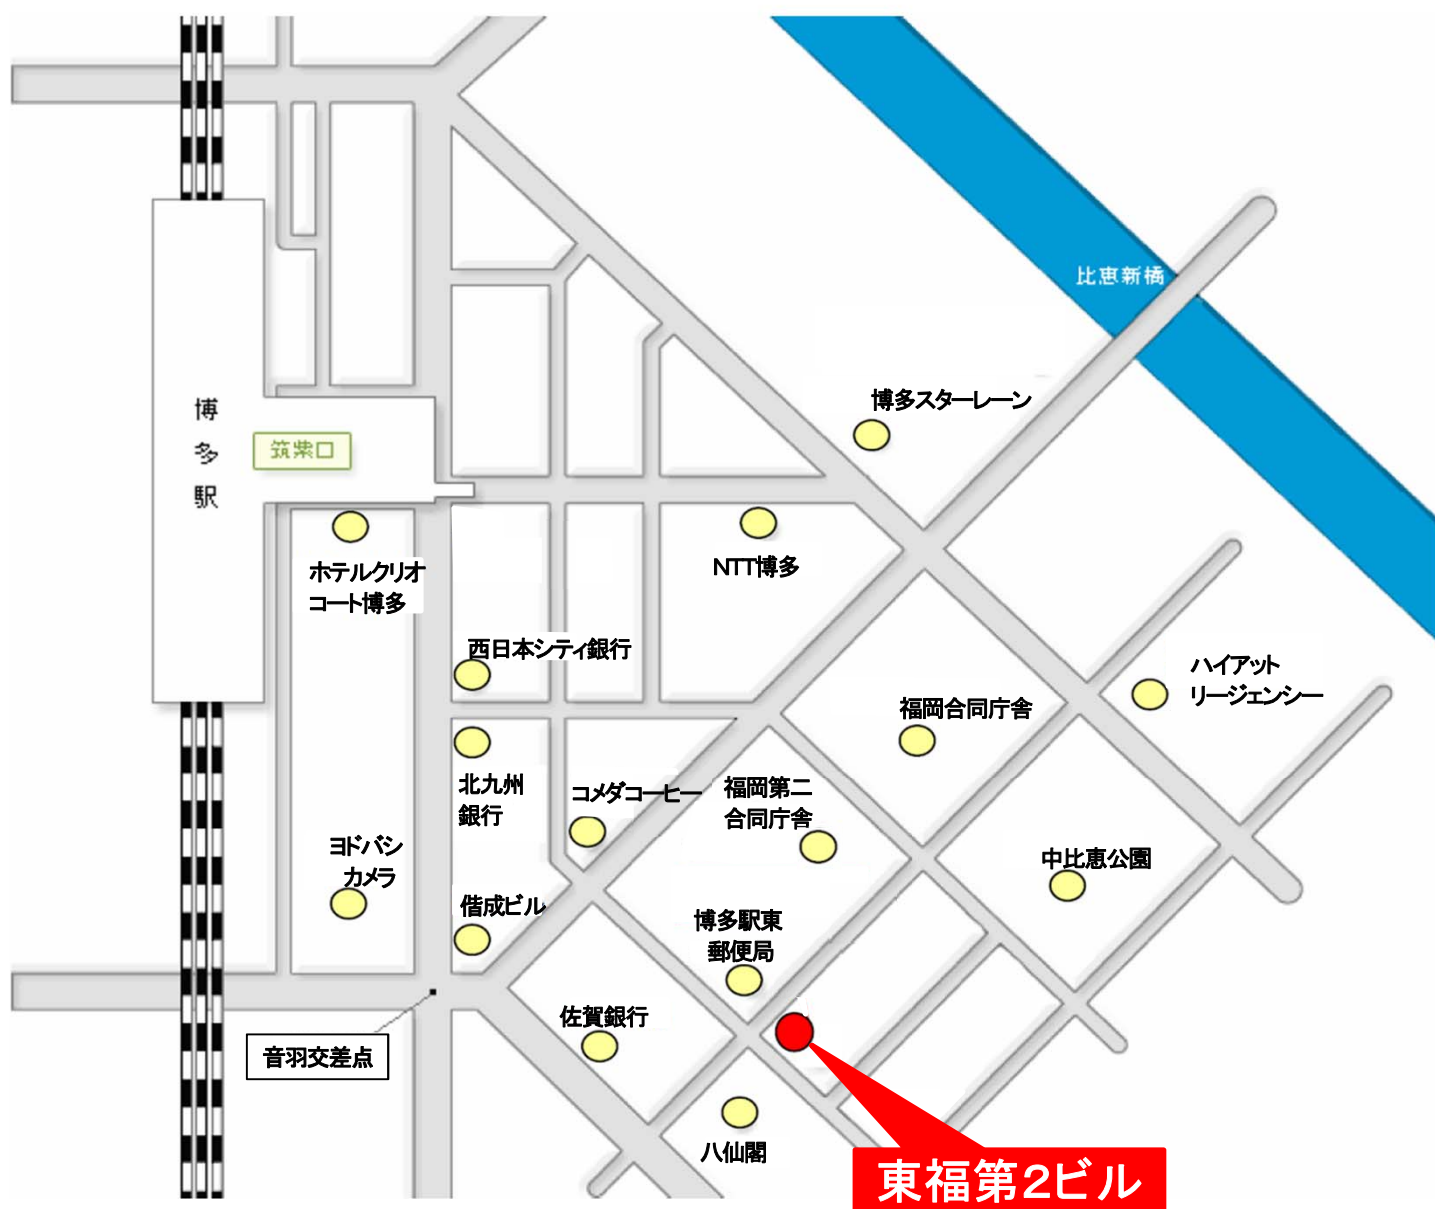 比恵新橋
博多スターレーン
博多駅
筑紫口
NTT博多
ホテルクリオ
コート博多
西日本シティ銀行
ハイアット
リージェンシー
福岡合同庁舎
北九州
銀行
コメダコーヒー
福岡第二
合同庁舎
ヨドバシ
カメラ
中比恵公園
偕成ビル
博多駅東
郵便局
佐賀銀行
音羽交差点
八仙閣
東福第2ビル